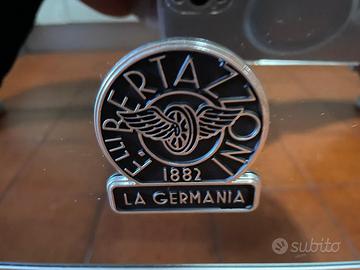 F.LLI BERTAZZONI
1882
LA GERMANIA
subito